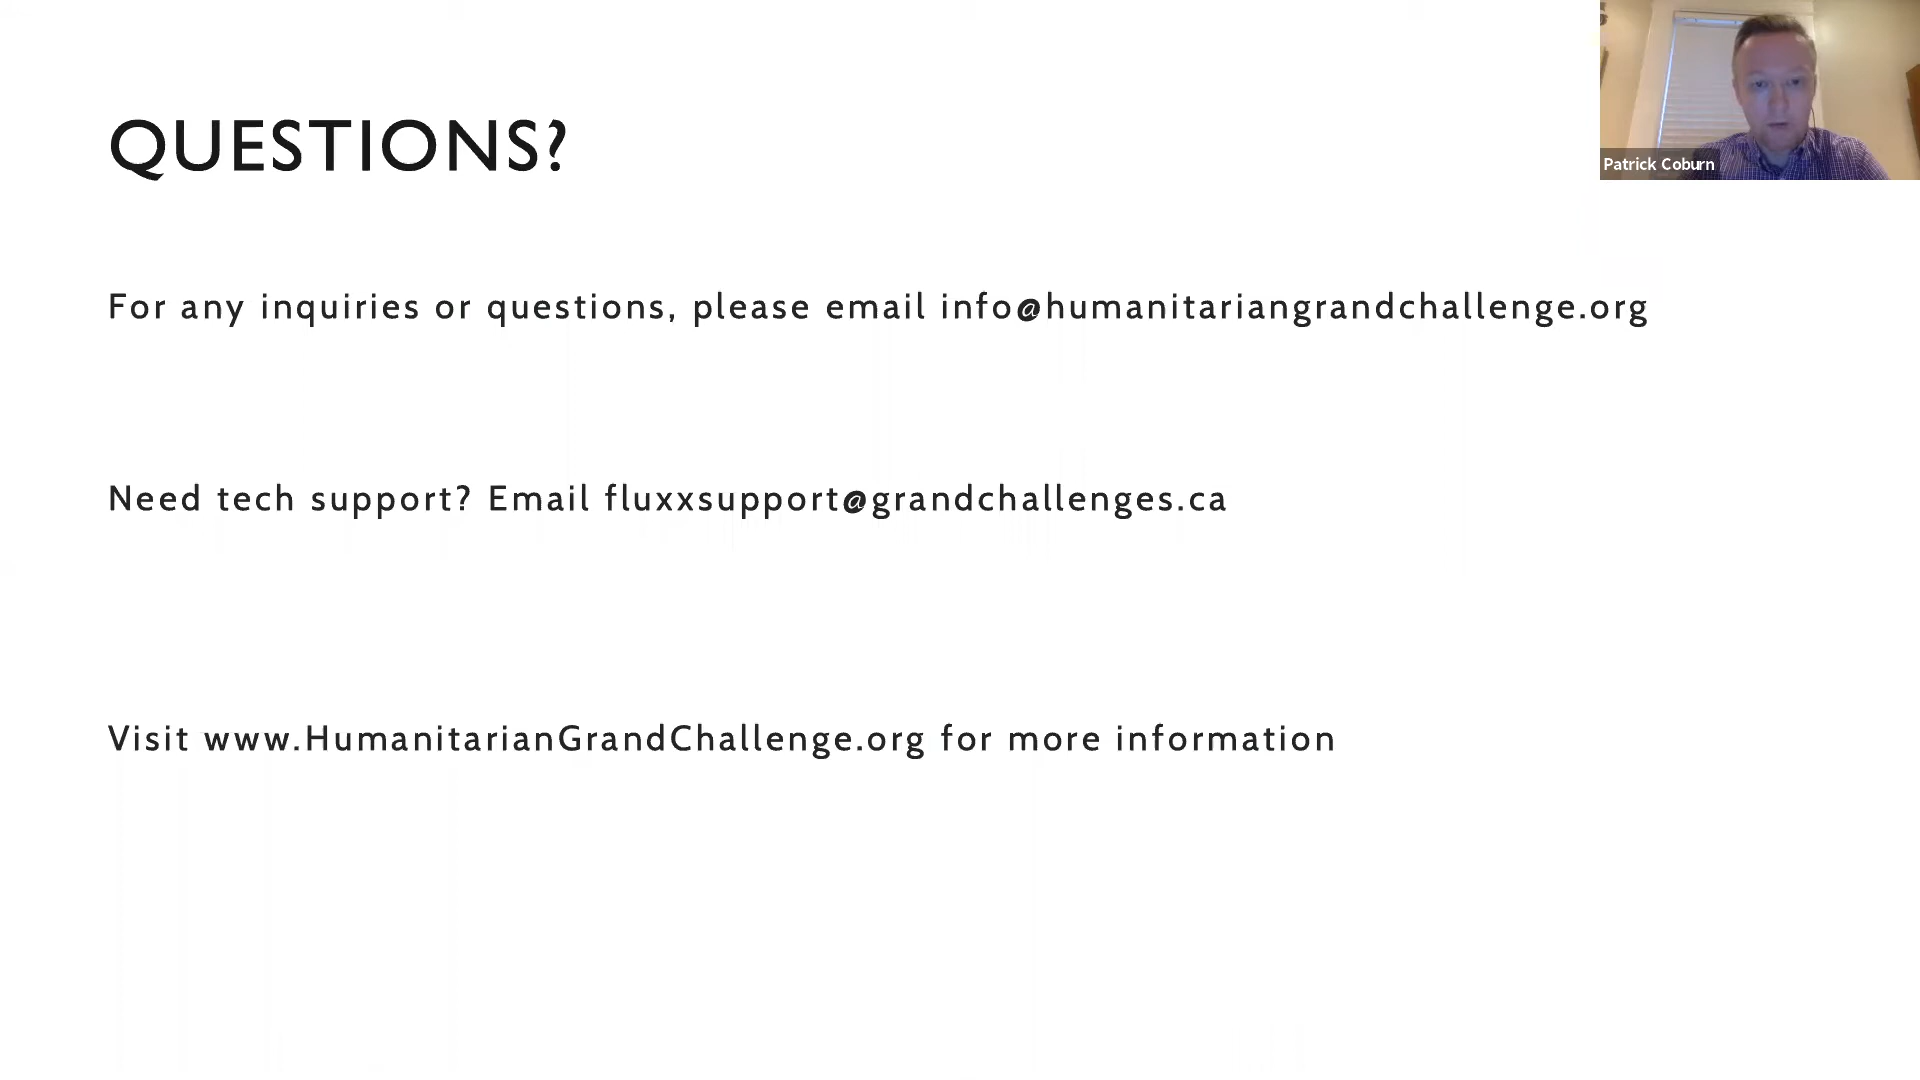 QUESTIONS?
Patrick Coburn
For any inquiries or questions, please email info@humanitariangrandchallenge.org
Need tech support? Email fluxxsupport@grandchallenges.ca
Visit www.HumanitarianGrandChallenge.org for more information